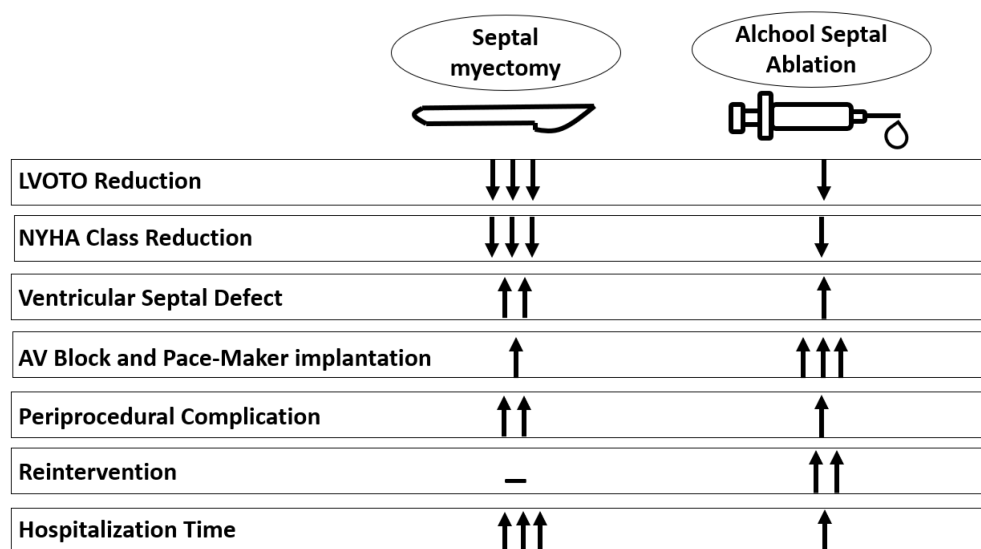 Septal
myectomy
Alchool Septal
Ablation
LVOTO Reduction
NYHA Class Reduction
Ventricular Septal Defect
AV Block and Pace-Maker implantation
Periprocedural Complication
Reintervention
Hospitalization Time